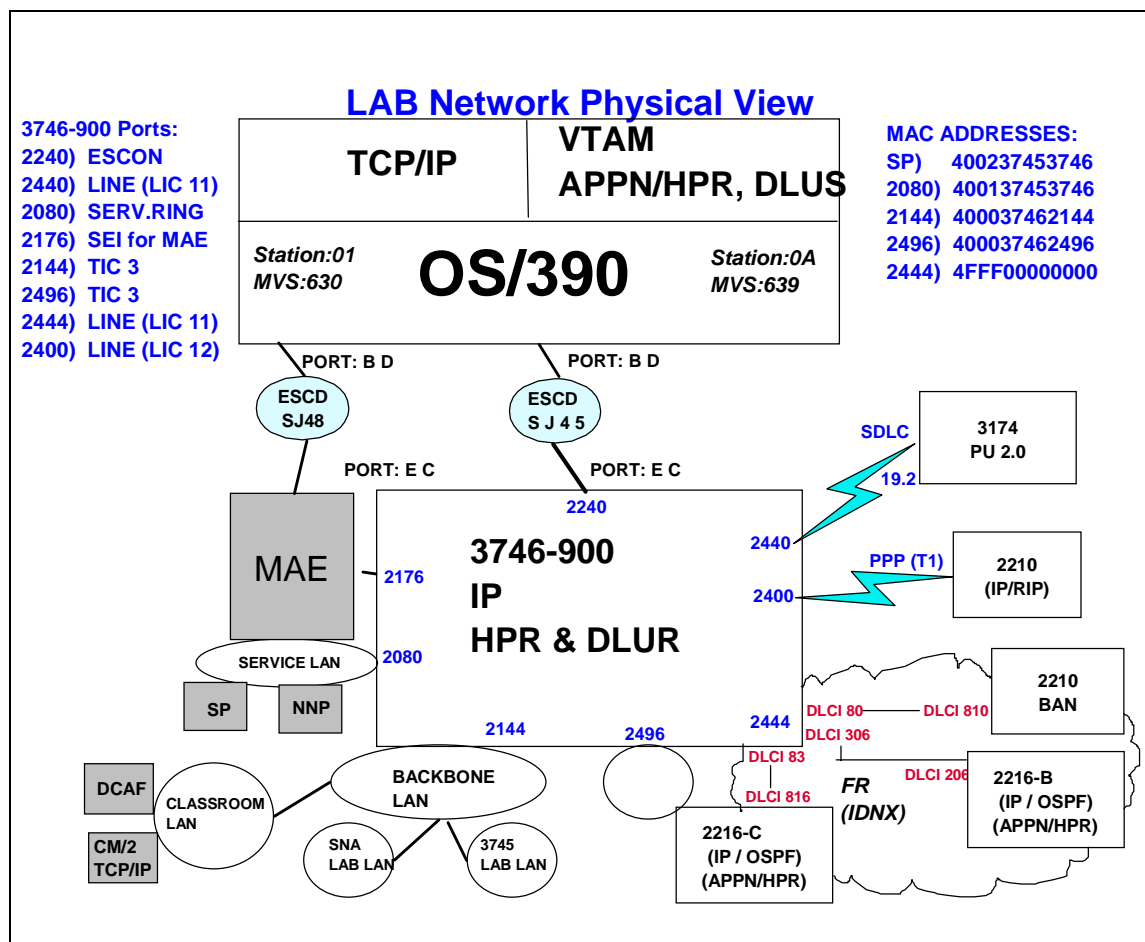 LAB Network Physical View
3746-900 Ports:
2240) ESCON
2440) LINE (LIC 11)
2080) SERV.RING
2176) SEI for MAE
2144) TIC 3
2496) TIC 3
2444) LINE (LIC 11)
2400) LINE (LIC 12)
TCP/IP
VTAM
APPN/HPR, DLUS
Station:01
MVS:630
OS/390
Station:0A
MVS:639
MAC ADDRESSES:
SP) 400237453746
2080) 400137453746
2144) 400037462144
2496) 400037462496
2444) 4FFF00000000
PORT: B D
PORT: B D
ESCD
SJ48
ESCD
S J 4 5
PORT: E C
PORT: E C
SDLC
19.2
3174
PU 2.0
2240
MAE
2176
3746-900
IP
HPR & DLUR
2440
2400
PPP (T1)
2210
(IP/RIP)
SERVICE LAN
2080
SP
NNP
2144
2496
2444
DLCI 80
DLCI 810
DLCI 306
2210
BAN
DLCI 83
DLCI 206
DLCI 816
FR
(IDNX)
2216-B
(IP / OSPF)
(APPN/HPR)
2216-C
(IP / OSPF)
(APPN/HPR)
DCAF
CM/2
TCP/IP
CLASSROOM
LAN
BACKBONE
LAN
SNA
LAB LAN
3745
LAB LAN